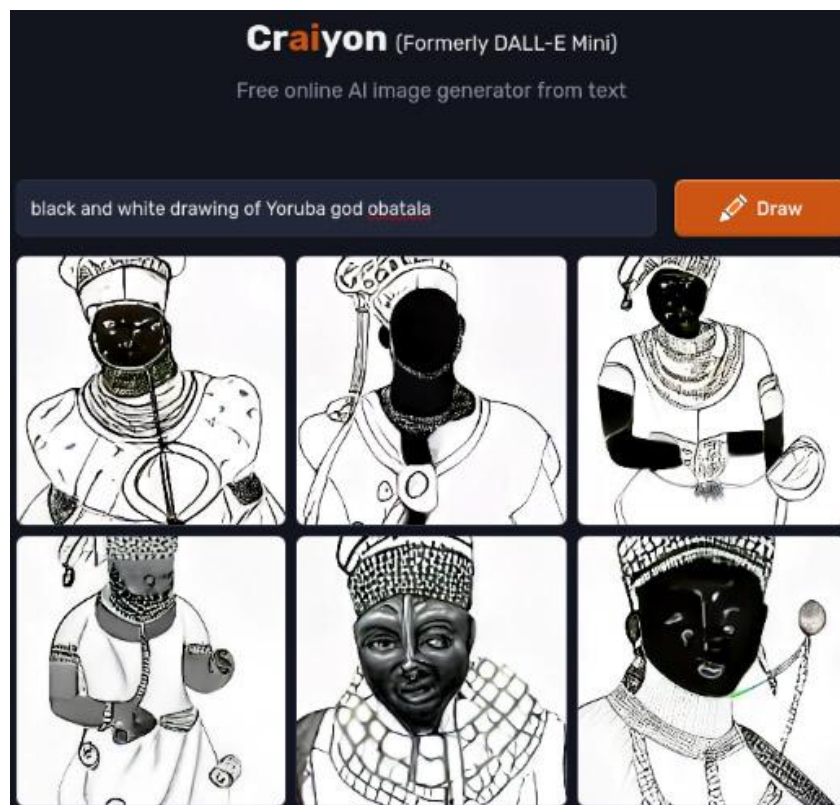 Craiyon (Formerly DALL-E Mini)
Free online AI image generator from text
black and white drawing of Yoruba god obatala
Draw